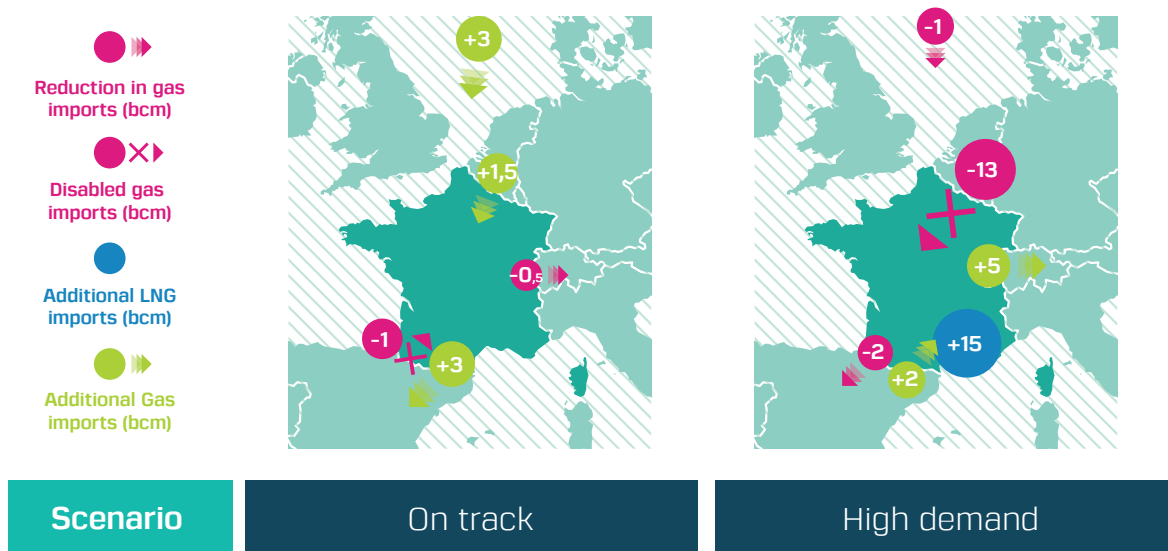 Reduction in gas
imports (bcm)
Disabled gas
imports (bcm)
Additional LNG
imports (bcm)
Additional Gas
imports (bcm)
+3
+1,5
-0,5
-1
+3
-1
-13
+5
+15
-2
+2
Scenario
On track
High demand